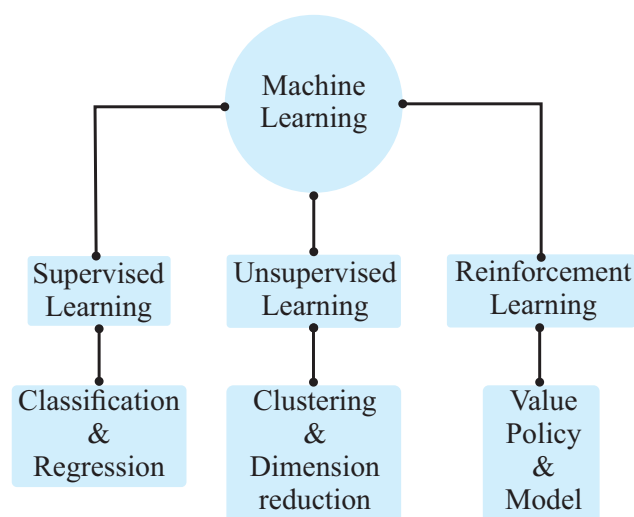 Machine
Learning
Supervised
Learning
Unsupervised
Learning
Reinforcement
Learning
Classification
&
Regression
Clustering
&
Dimension
reduction
Value
Policy
&
Model